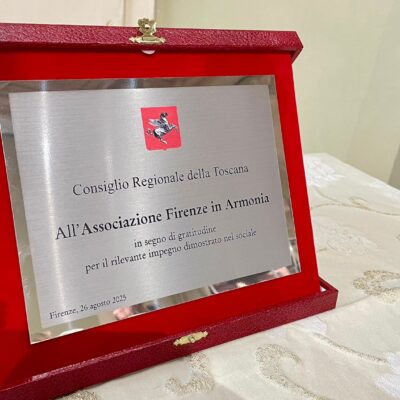 Consiglio Regionale della Toscana
All'Associazione Firenze in Armonia
in segno di gratitudine
per il rilevante impegno dimostrato nel sociale
Firenze, 26 agosto 2025